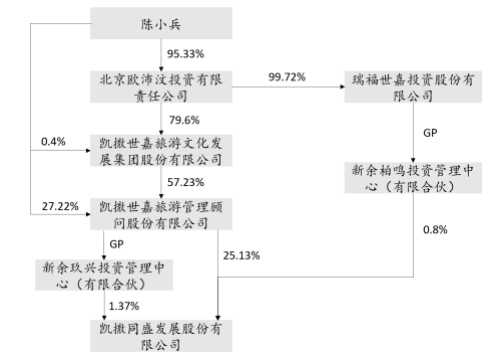 陈小兵
95.33%
北京欧沛汶投资有限
责任公司
99.72%
瑞福世嘉投资股份有
限公司
79.6%
0.4%
凯撒世嘉旅游文化发
展集团股份有限公司
GP
57.23%
新余柏鸣投资管理中
心（有限合伙）
27.22%
凯撒世嘉旅游管理顾
问股份有限公司
0.8%
GP
25.13%
新余玖兴投资管理中
心（有限合伙）
1.37%
凯撒同盛发展股份有
限公司